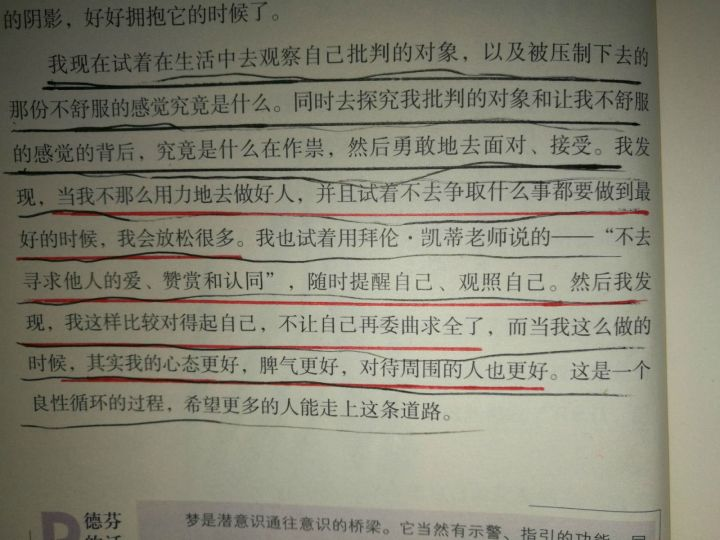 的阴影，好好拥抱它的时候了。
我现在试着在生活中去观察自己批判的对象，以及被压制下去的
那份不舒服的感觉究竟是什么。同时去探究我批判的对象和让我不舒服
的感觉的背后，究竟是什么在作祟，然后勇敢地去面对、接受。我发
现，当我不那么用力地去做好人，并且试着不去争取什么事都要做到最
好的时候，我会放松很多。我也试着用拜伦·凯蒂老师说的——“不去
寻求他人的爱、赞赏和认同”，随时提醒自己、观照自己。然后我发
现，我这样比较对得起自己，不让自己再委曲求全了，而当我这么做的
时候，其实我的心态更好，脾气更好，对待周围的人也更好。这是一个
良性循环的过程，希望更多的人能走上这条道路。
德芬
梦是潜意识通往意识的桥梁。它当然有示警、指引的功能